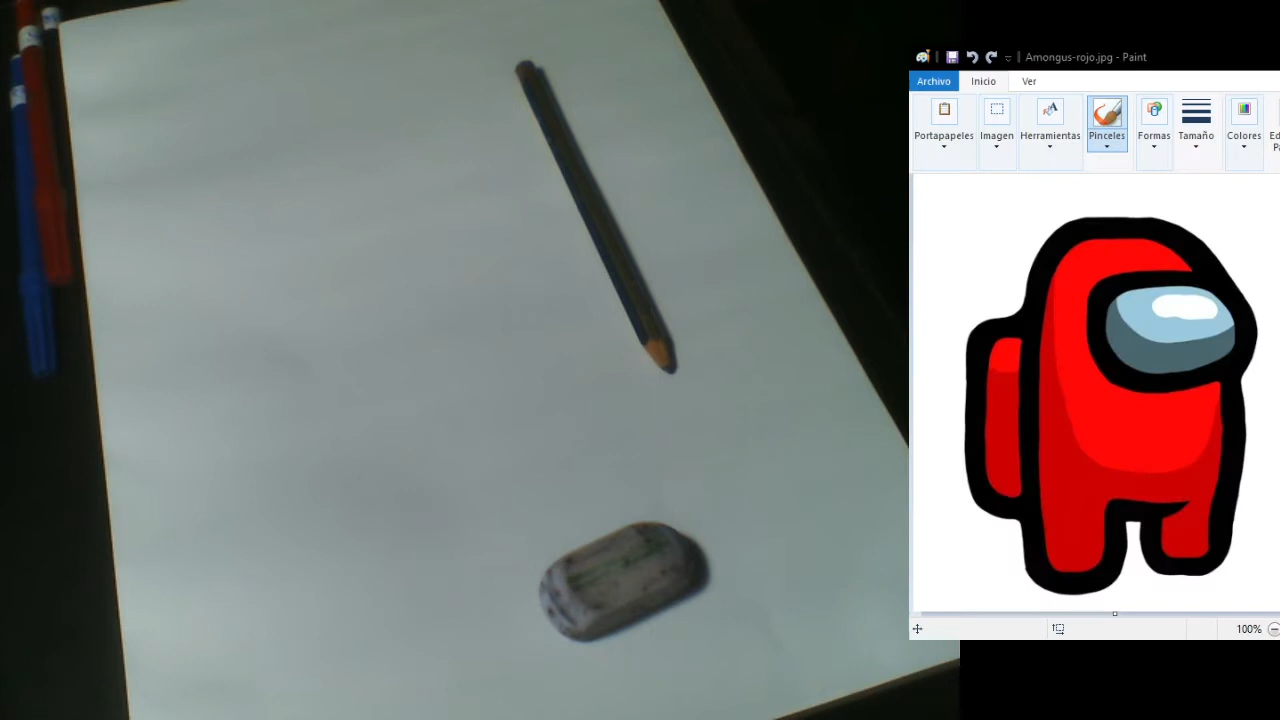 Amongus-rojo.jpg - Paint
Archivo Inicio Ver
Portapapeles Imagen Herramientas Pinceles Formas Tamaño Colores
100%